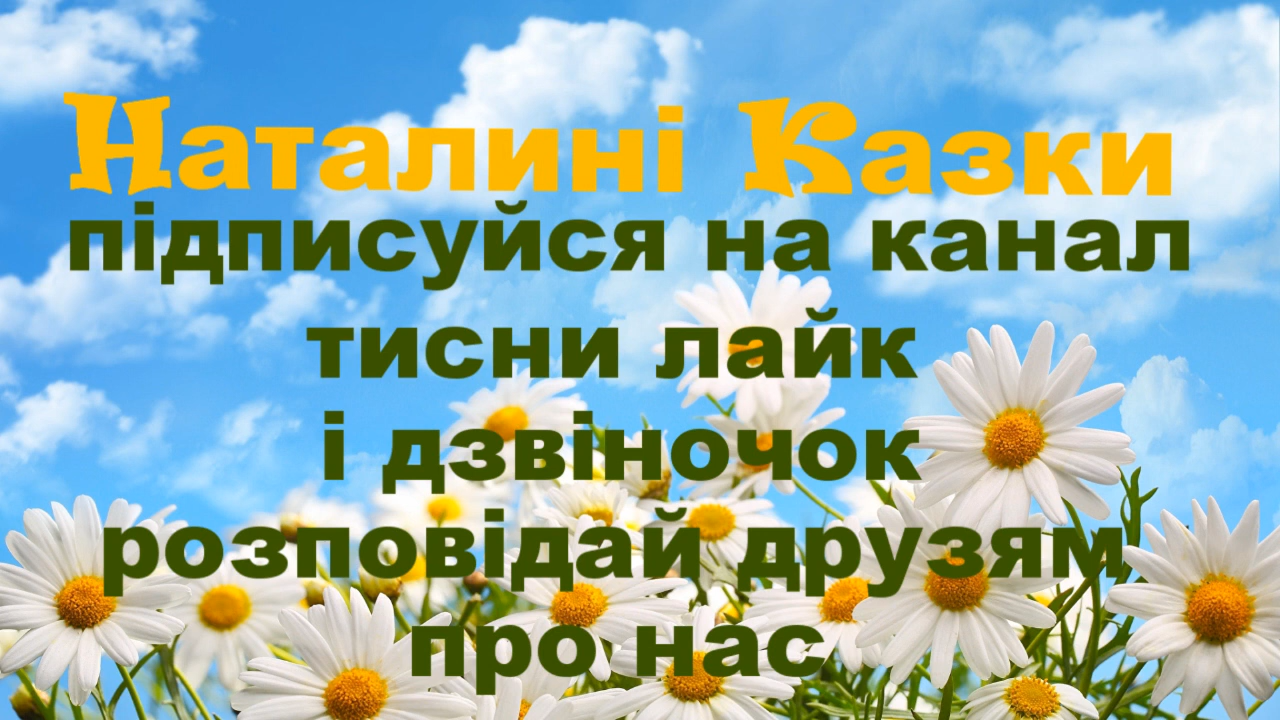 Наталині Казки
підписуйся на канал
тисни лайк
і дзвіночок
розповідай друзям
про нас